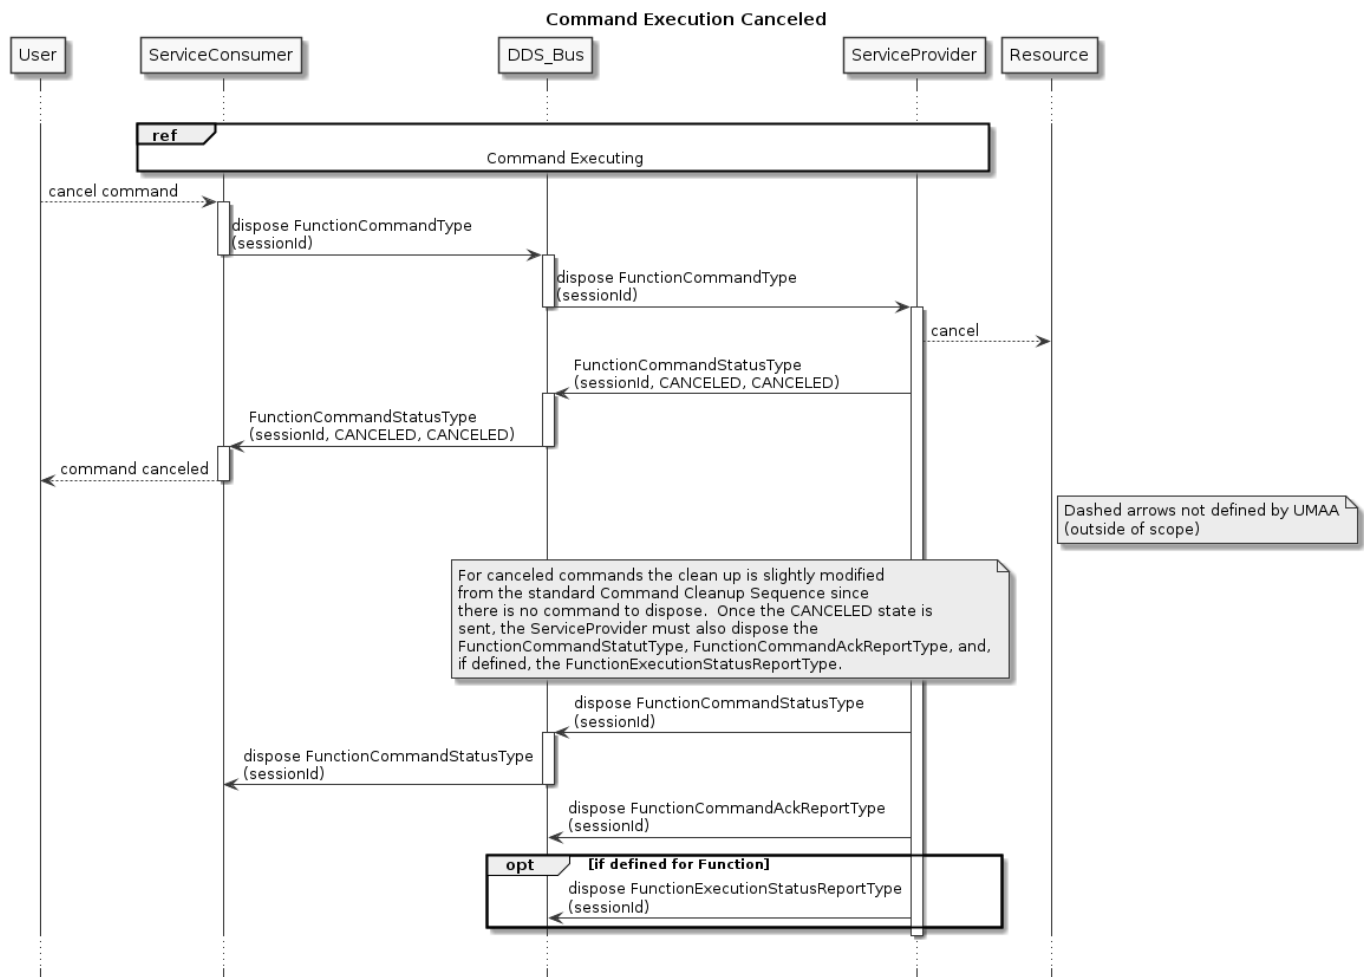 Command Execution Canceled
User
ServiceConsumer
DDS_Bus
ServiceProvider
Resource
ref
Command Executing
cancel command
dispose FunctionCommandType
(sessionId)
dispose FunctionCommandType
(sessionId)
cancel
FunctionCommandStatusType
(sessionId, CANCELED, CANCELED)
FunctionCommandStatusType
(sessionId, CANCELED, CANCELED)
command canceled
Dashed arrows not defined by UMAA
(outside of scope)
For canceled commands the clean up is slightly modified
from the standard Command Cleanup Sequence since
there is no command to dispose.  Once the CANCELED state is
sent, the ServiceProvider must also dispose the
FunctionCommandStatutType, FunctionCommandAckReportType, and,
if defined, the FunctionExecutionStatusReportType.
dispose FunctionCommandStatusType
(sessionId)
dispose FunctionCommandStatusType
(sessionId)
dispose FunctionCommandAckReportType
(sessionId)
opt
[if defined for Function]
dispose FunctionExecutionStatusReportType
(sessionId)